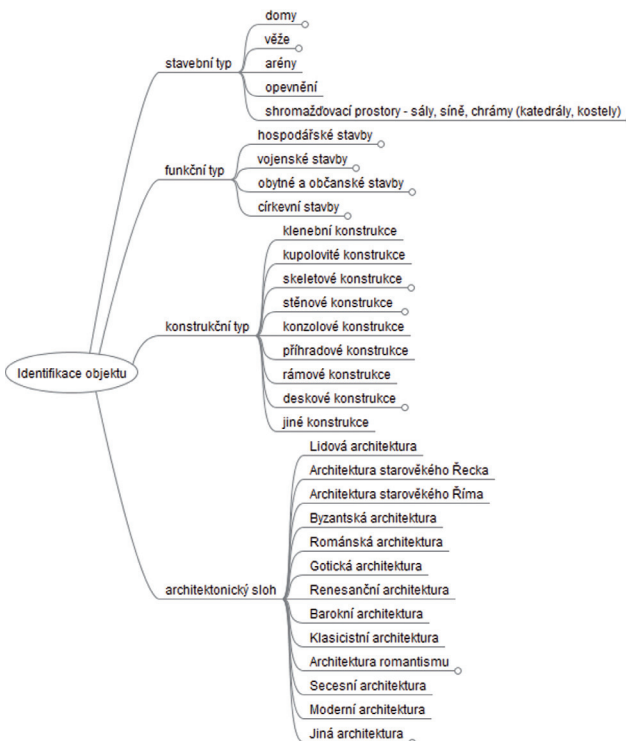 domy
věže
stavební typ
arény
opevnění
shromažďovací prostory - sály, síně, chrámy (katedrály, kostely)
hospodářské stavby
vojenské stavby
funkční typ
obytné a občanské stavby
církevní stavby
klenební konstrukce
kupolovité konstrukce
skeletové konstrukce
stěnové konstrukce
konstrukční typ
konzolové konstrukce
příhradové konstrukce
Identifikace objektu
rámové konstrukce
deskové konstrukce
jiné konstrukce
Lidová architektura
Architektura starověkého Řecka
Architektura starověkého Říma
Byzantská architektura
Románská architektura
Gotická architektura
architektonický sloh
Renesanční architektura
Barokní architektura
Klasicistní architektura
Architektura romantismu
Secesní architektura
Moderní architektura
Jiná architektura